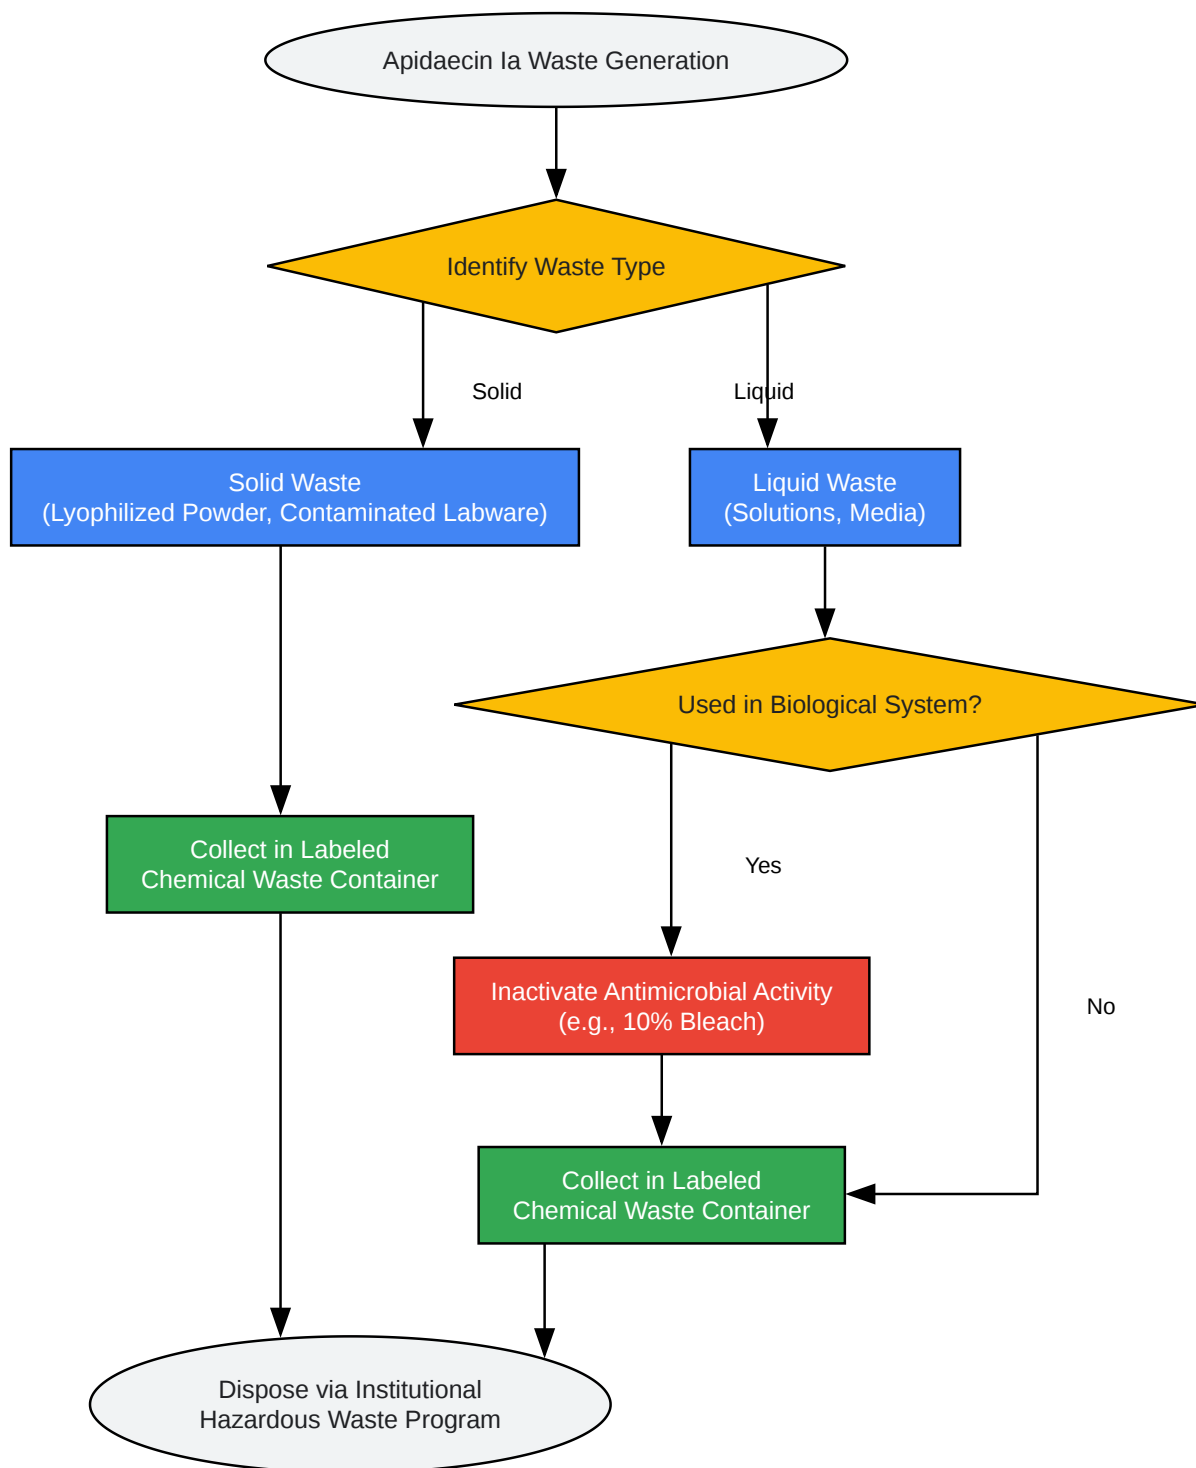 Apidaecin Ia Waste Generation
Identify Waste Type
Solid
Liquid
Solid Waste
(Lyophilized Powder, Contaminated Labware)
Liquid Waste
(Solutions, Media)
Used in Biological System?
Collect in Labeled
Chemical Waste Container
Yes
Inactivate Antimicrobial Activity
(e.g., 10% Bleach)
No
Collect in Labeled
Chemical Waste Container
Dispose via Institutional
Hazardous Waste Program